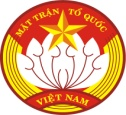 MẶT TRẬN TỔ QUỐC
VIỆT NAM